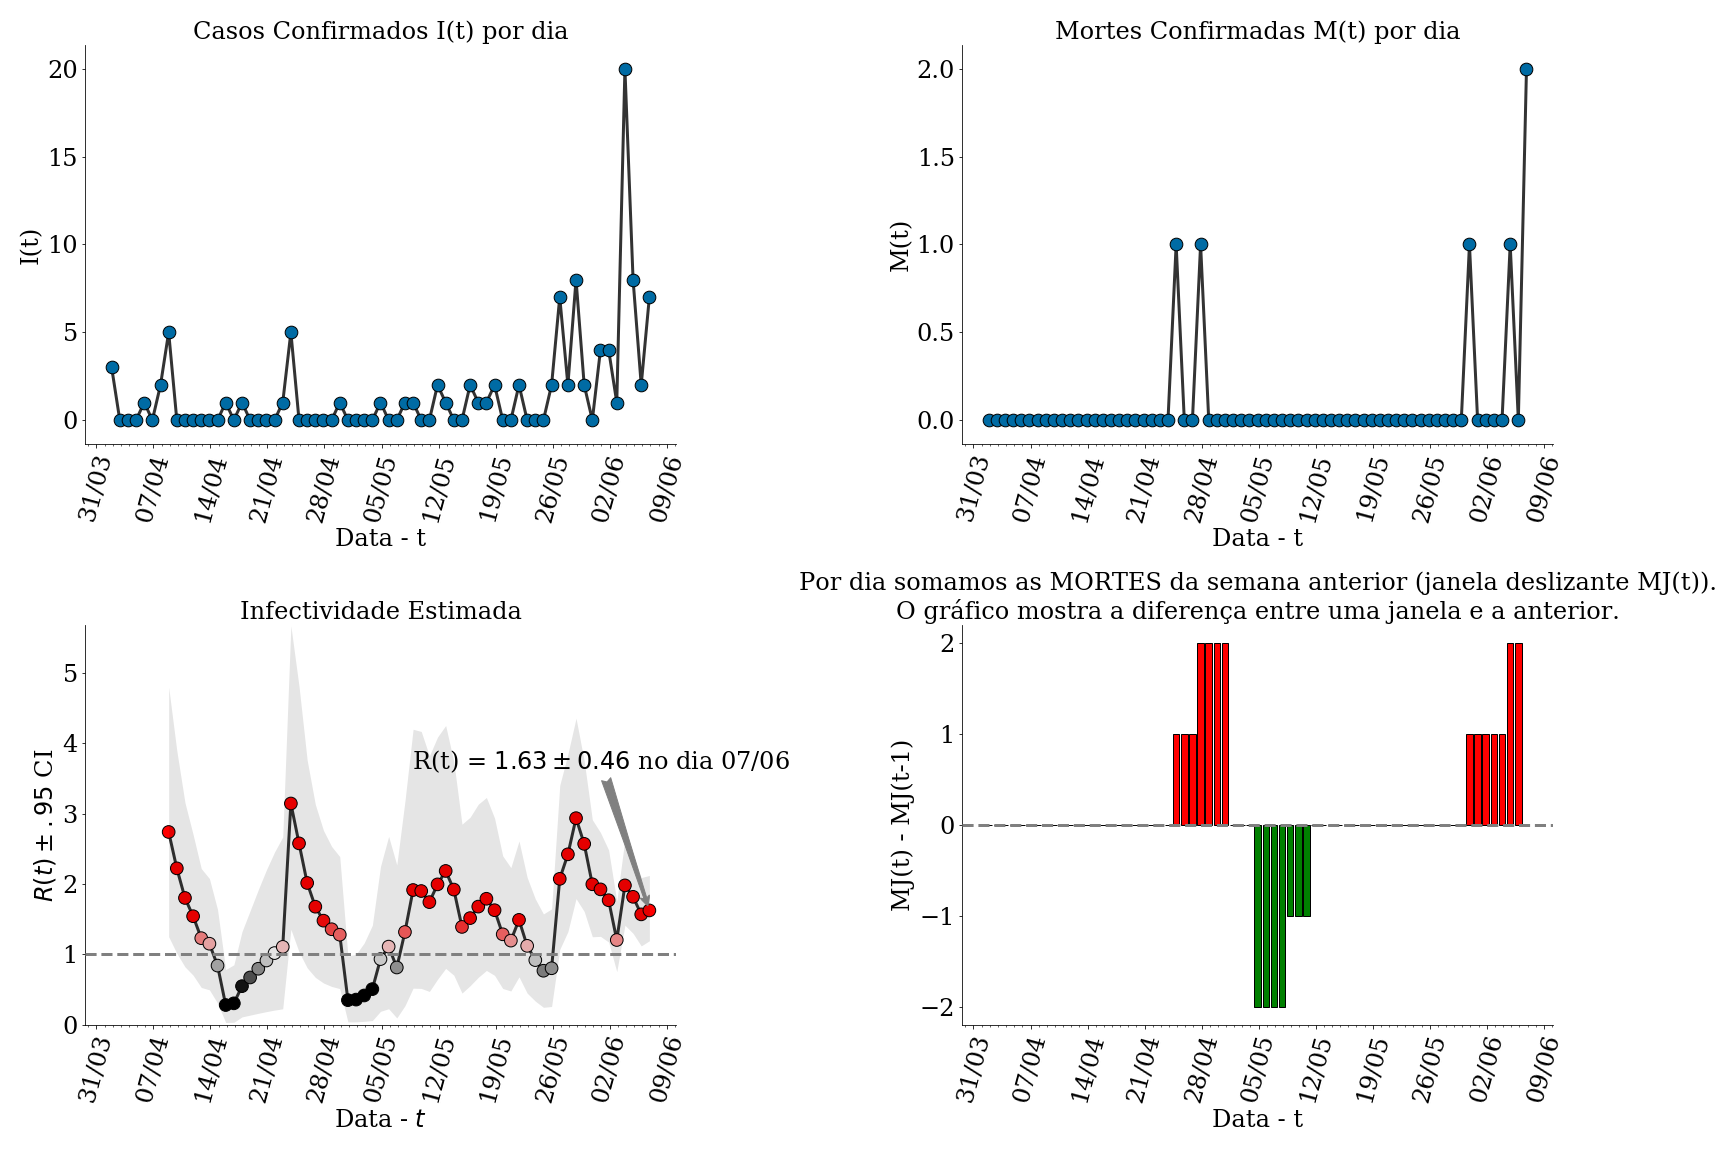 Casos Confirmados I(t) por dia
I(t)
20
15
10
5
0
31/03 07/04 14/04 21/04 28/04 05/05 12/05 19/05 26/05 02/06 09/06
Data - t
Mortes Confirmadas M(t) por dia
M(t)
2.0
1.5
1.0
0.5
0.0
31/03 07/04 14/04 21/04 28/04 05/05 12/05 19/05 26/05 02/06 09/06
Data - t
Infectividade Estimada
R(t) ± .95 CI
5
4
3
2
1
0
R(t) = 1.63 ± 0.46 no dia 07/06
31/03 07/04 14/04 21/04 28/04 05/05 12/05 19/05 26/05 02/06 09/06
Data - t
Por dia somamos as MORTES da semana anterior (janela deslizante MJ(t)).
O gráfico mostra a diferença entre uma janela e a anterior.
MJ(t) - MJ(t-1)
2
1
0
−1
−2
31/03 07/04 14/04 21/04 28/04 05/05 12/05 19/05 26/05 02/06 09/06
Data - t